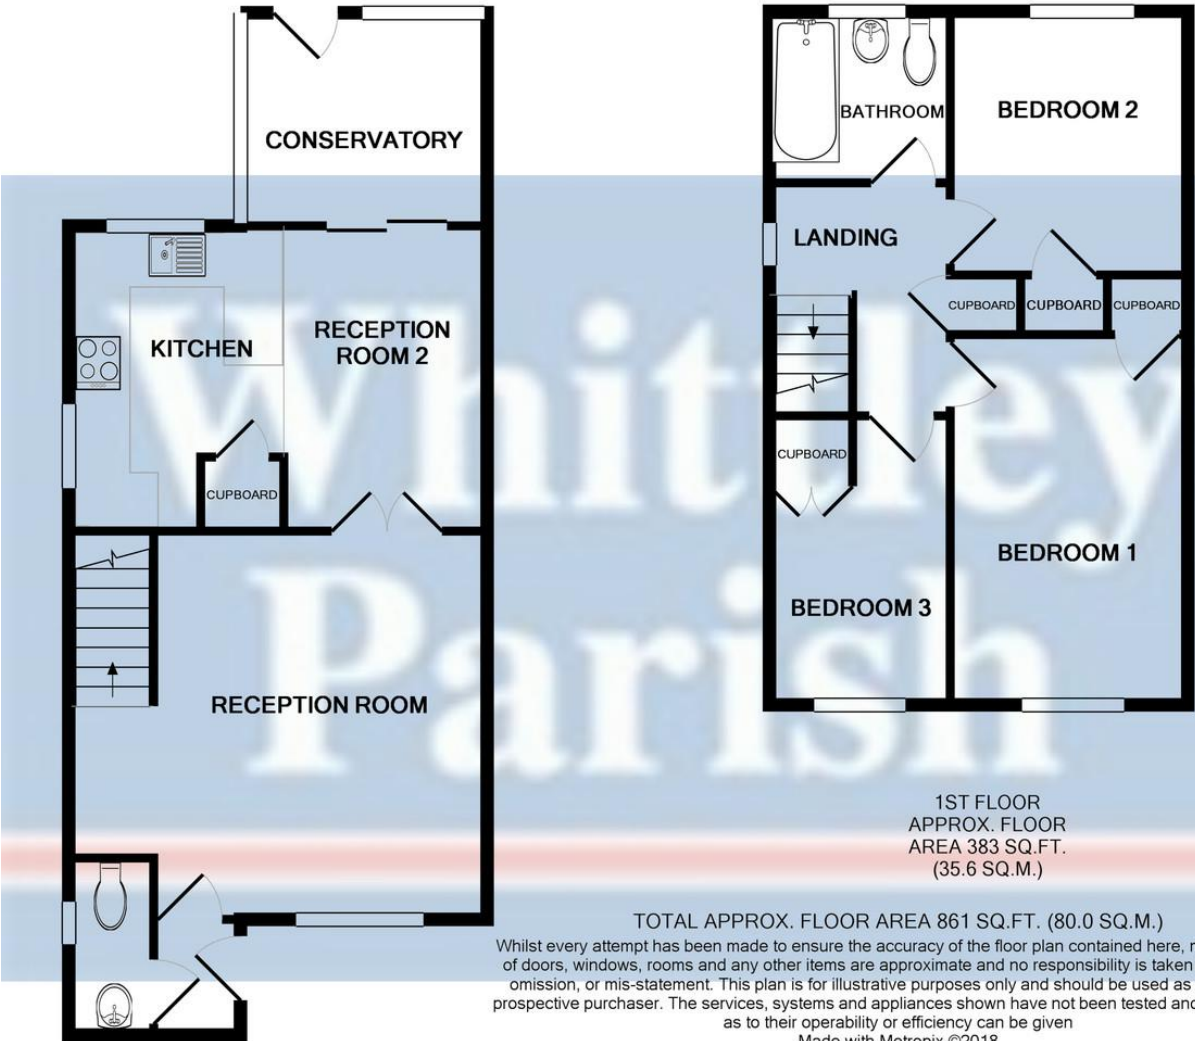 CONSERVATORY
KITCHEN
RECEPTION
ROOM 2
CUPBOARD
RECEPTION ROOM
BATHROOM
BEDROOM 2
LANDING
CUPBOARD
CUPBOARD
CUPBOARD
CUPBOARD
BEDROOM 1
BEDROOM 3
Whittley
Parish
1ST FLOOR
APPROX. FLOOR
AREA 383 SQ.FT.
(35.6 SQ.M.)
TOTAL APPROX. FLOOR AREA 861 SQ.FT. (80.0 SQ.M.)
Whilst every attempt has been made to ensure the accuracy of the floor plan contained here,
of doors, windows, rooms and any other items are approximate and no responsibility is taken
omission, or mis-statement. This plan is for illustrative purposes only and should be used as
prospective purchaser. The services, systems and appliances shown have not been tested and
as to their operability or efficiency can be given
Made with Metropix ©2018